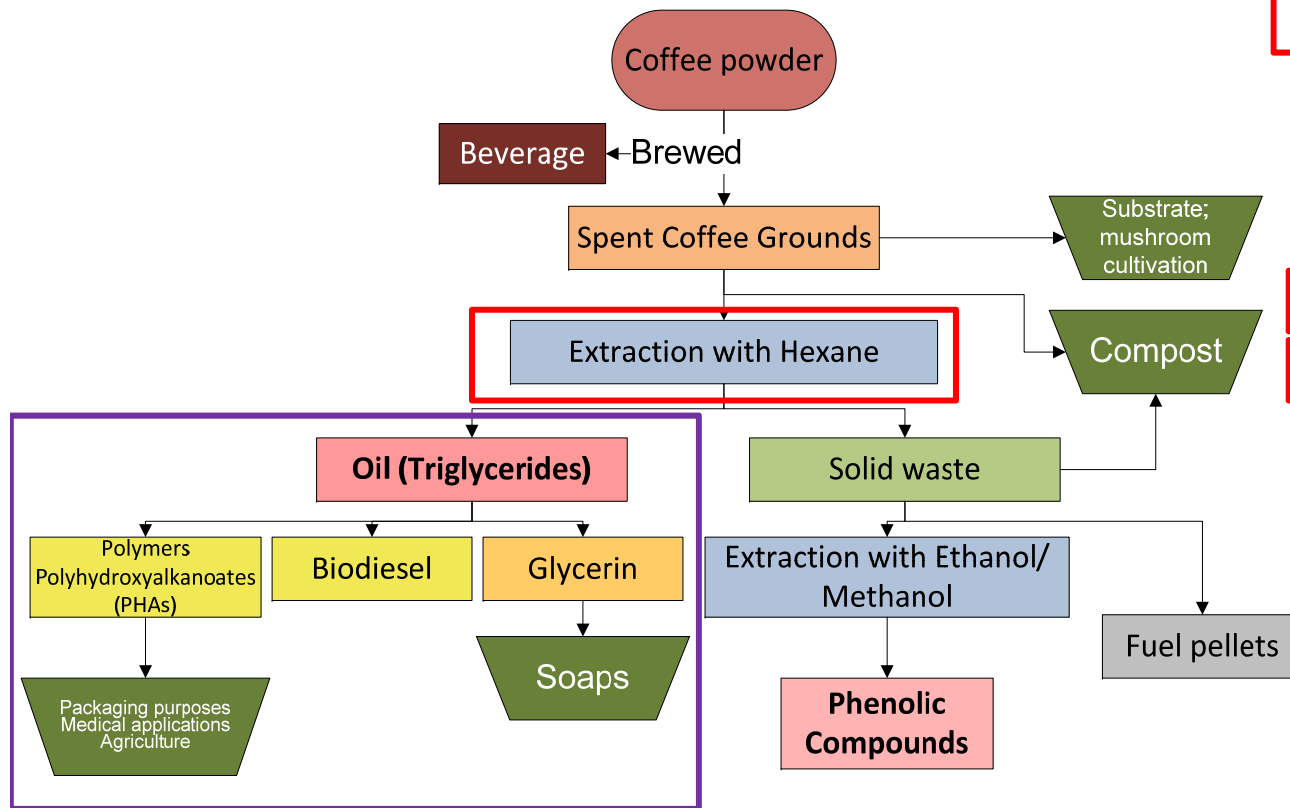 Coffee powder
Beverage
Brewed
Spent Coffee Grounds
Substrate;
mushroom
cultivation
Extraction with Hexane
Compost
Oil (Triglycerides)
Solid waste
Polymers
Polyhydroxyalkanoates
(PHAs)
Biodiesel
Glycerin
Extraction with Ethanol/
Methanol
Fuel pellets
Soaps
Packaging purposes
Medical applications
Agriculture
Phenolic
Compounds